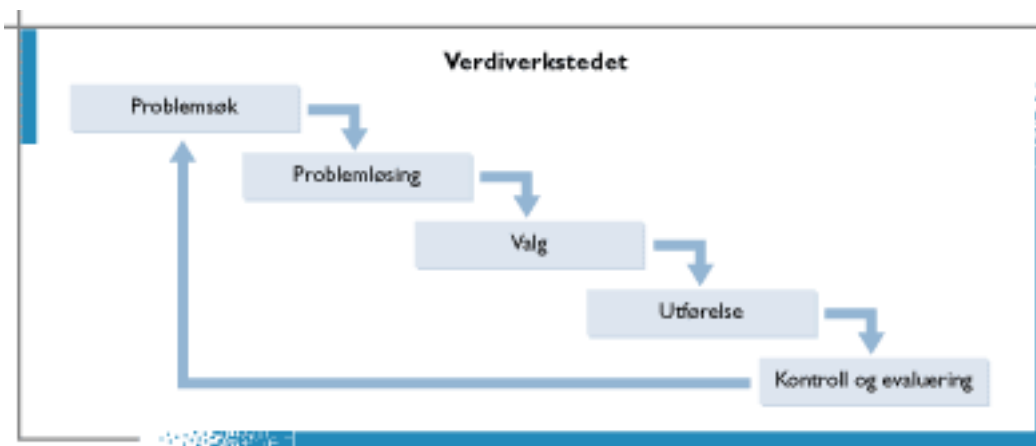 Verdiverkstedet
Problemsøk
Problemløsing
Valg
Utførelse
Kontroll og evaluering